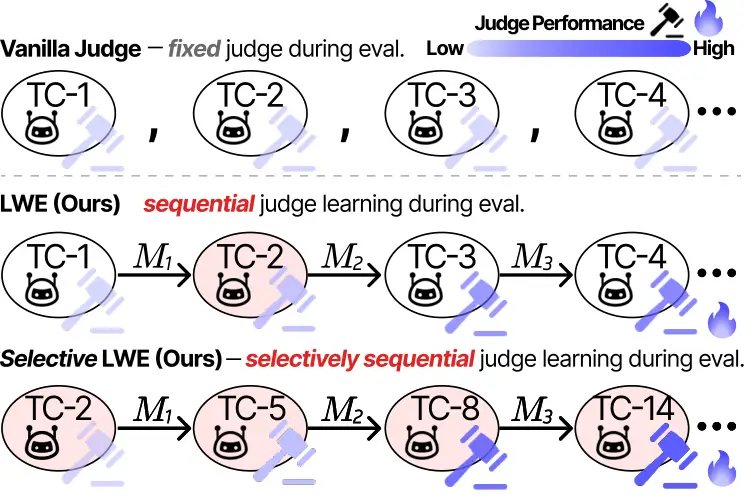 Judge Performance
Vanilla Judge – fixed judge during eval. Low High
TC-1 , TC-2 , TC-3 , TC-4 •••
LWE (Ours) sequential judge learning during eval.
TC-1 M1 TC-2 M2 TC-3 M3 TC-4 •••
Selective LWE (Ours) – selectively sequential judge learning during eval.
TC-2 M1 TC-5 M2 TC-8 M3 TC-14 •••